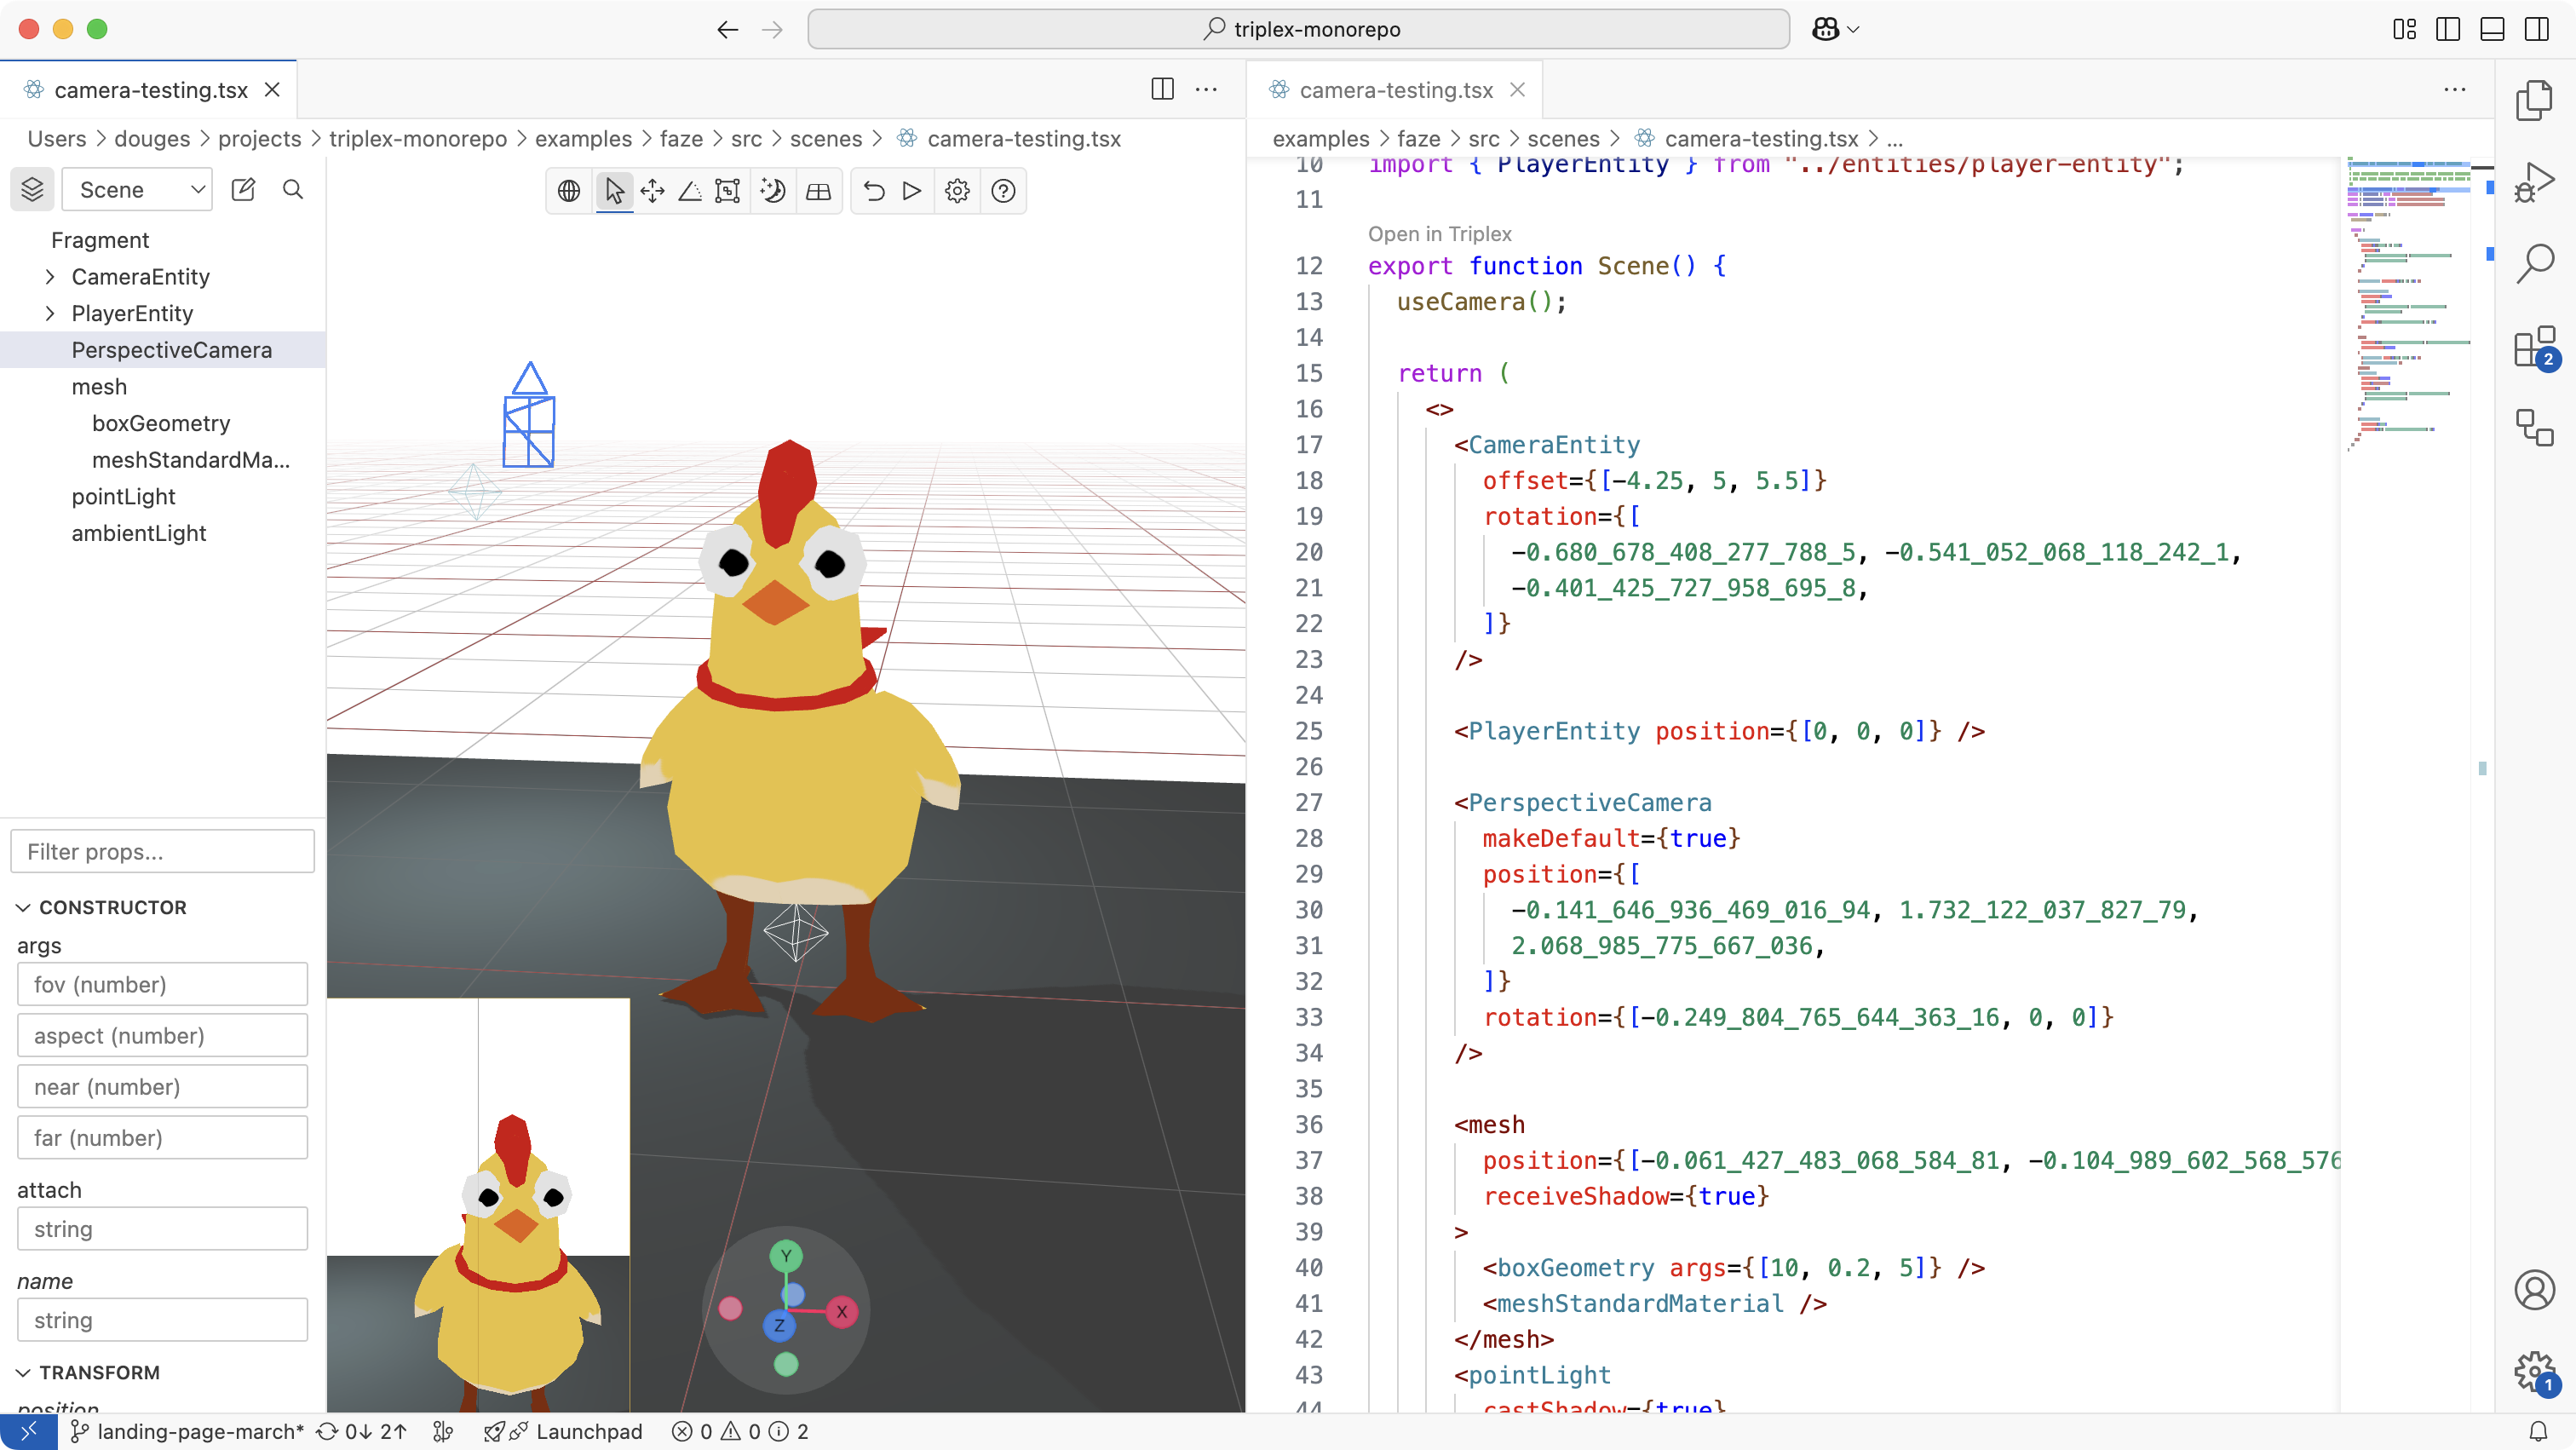 triplex-monorepo
camera-testing.tsx
Users > douges > projects > triplex-monorepo > examples > faze > src > scenes > camera-testing.tsx
Scene
Fragment
CameraEntity
PlayerEntity
PerspectiveCamera
mesh
boxGeometry
meshStandardMa...
pointLight
ambientLight
Filter props...
CONSTRUCTOR
args
fov (number)
aspect (number)
near (number)
far (number)
attach
string
name
string
TRANSFORM
position
Y
X
Z
camera-testing.tsx
examples > faze > src > scenes > camera-testing.tsx > ...
10 import { PlayerEntity } from "../entities/player-entity";
11
Open in Triplex
12 export function Scene() {
13 useCamera();
14
15 return (
16 <>
17 <CameraEntity
18 offset={[-4.25, 5, 5.5]}
19 rotation={[
20 -0.680_678_408_277_788_5, -0.541_052_068_118_242_1,
21 -0.401_425_727_958_695_8,
22 ]}
23 />
24
25 <PlayerEntity position={[0, 0, 0]} />
26
27 <PerspectiveCamera
28 makeDefault={true}
29 position={[
30 -0.141_646_936_469_016_94, 1.732_122_037_827_79,
31 2.068_985_775_667_036,
32 ]}
33 rotation={[-0.249_804_765_644_363_16, 0, 0]}
34 />
35
36 <mesh
37 position={[-0.061_427_483_068_584_81, -0.104_989_602_568_576
38 receiveShadow={true}
39 >
40 <boxGeometry args={[10, 0.2, 5]} />
41 <meshStandardMaterial />
42 </mesh>
43 <pointLight
44 castShadow={true}
2
1
landing-page-march* 0↓ 2↑ Launchpad 0 0 2